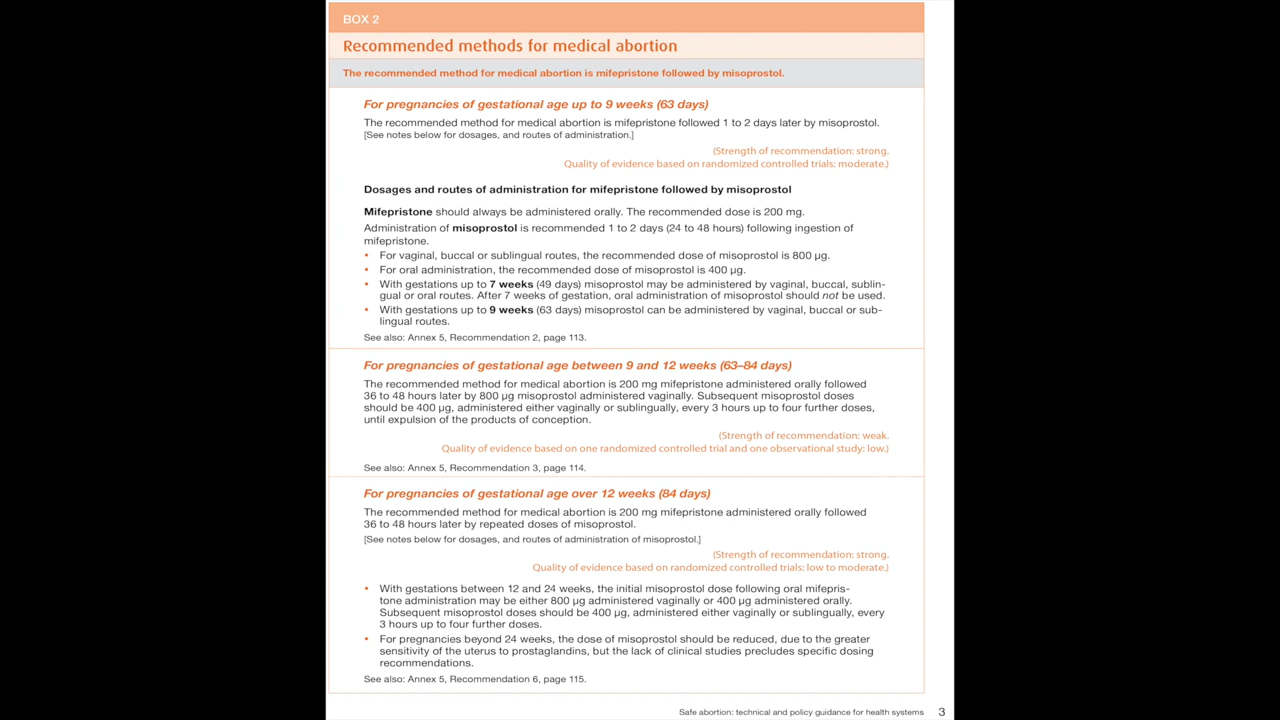 BOX 2
Recommended methods for medical abortion
The recommended method for medical abortion is mifepristone followed by misoprostol.
For pregnancies of gestational age up to 9 weeks (63 days)
The recommended method for medical abortion is mifepristone followed 1 to 2 days later by misoprostol.
[See notes below for dosages, and routes of administration.]
(Strength of recommendation: strong.
Quality of evidence based on randomized controlled trials: moderate.)
Dosages and routes of administration for mifepristone followed by misoprostol
Mifepristone should always be administered orally. The recommended dose is 200 mg.
Administration of misoprostol is recommended 1 to 2 days (24 to 48 hours) following ingestion of
mifepristone.
• For vaginal, buccal or sublingual routes, the recommended dose of misoprostol is 800 µg.
• For oral administration, the recommended dose of misoprostol is 400 µg.
• With gestations up to 7 weeks (49 days) misoprostol may be administered by vaginal, buccal, sublin-
gual or oral routes. After 7 weeks of gestation, oral administration of misoprostol should not be used.
• With gestations up to 9 weeks (63 days) misoprostol can be administered by vaginal, buccal or sub-
lingual routes.
See also: Annex 5, Recommendation 2, page 113.
For pregnancies of gestational age between 9 and 12 weeks (63–84 days)
The recommended method for medical abortion is 200 mg mifepristone administered orally followed
36 to 48 hours later by 800 µg misoprostol administered vaginally. Subsequent misoprostol doses
should be 400 µg, administered either vaginally or sublingually, every 3 hours up to four further doses,
until expulsion of the products of conception.
(Strength of recommendation: weak.
Quality of evidence based on one randomized controlled trial and one observational study: low.)
See also: Annex 5, Recommendation 3, page 114.
For pregnancies of gestational age over 12 weeks (84 days)
The recommended method for medical abortion is 200 mg mifepristone administered orally followed
36 to 48 hours later by repeated doses of misoprostol.
[See notes below for dosages, and routes of administration of misoprostol.]
(Strength of recommendation: strong.
Quality of evidence based on randomized controlled trials: low to moderate.)
• With gestations between 12 and 24 weeks, the initial misoprostol dose following oral mifepris-
tone administration may be either 800 µg administered vaginally or 400 µg administered orally.
Subsequent misoprostol doses should be 400 µg, administered either vaginally or sublingually, every
3 hours up to four further doses.
• For pregnancies beyond 24 weeks, the dose of misoprostol should be reduced, due to the greater
sensitivity of the uterus to prostaglandins, but the lack of clinical studies precludes specific dosing
recommendations.
See also: Annex 5, Recommendation 6, page 115.
Safe abortion: technical and policy guidance for health systems 3